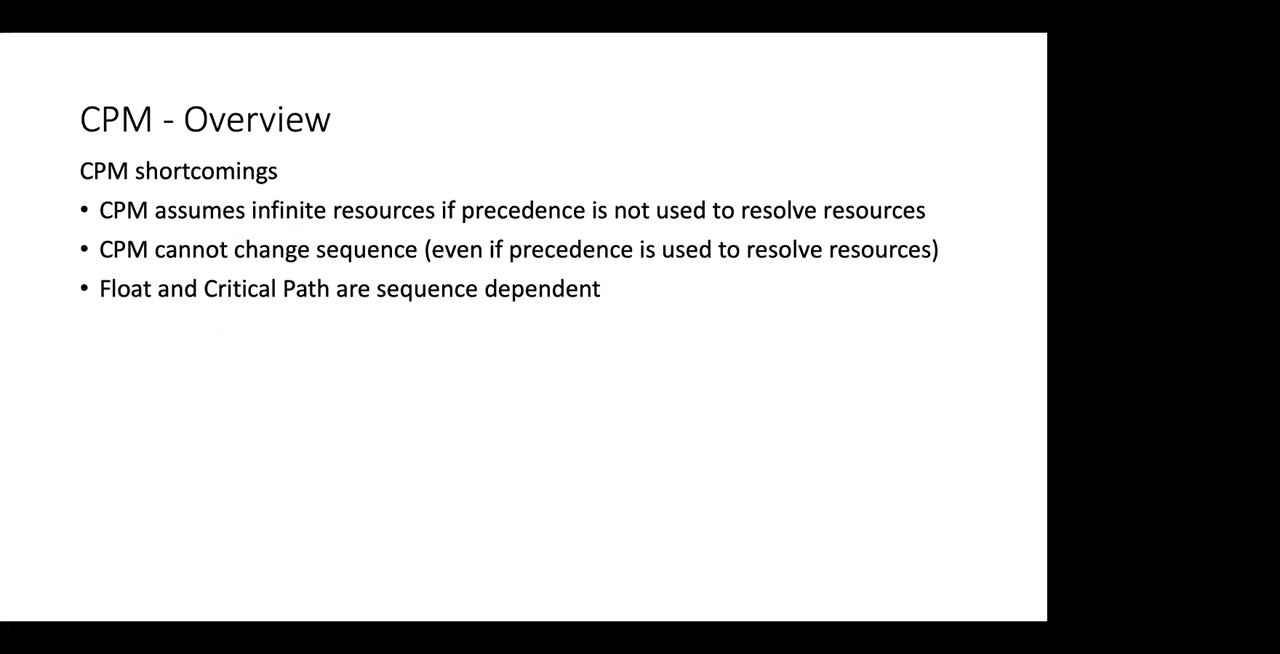 CPM - Overview
CPM shortcomings
• CPM assumes infinite resources if precedence is not used to resolve resources
• CPM cannot change sequence (even if precedence is used to resolve resources)
• Float and Critical Path are sequence dependent